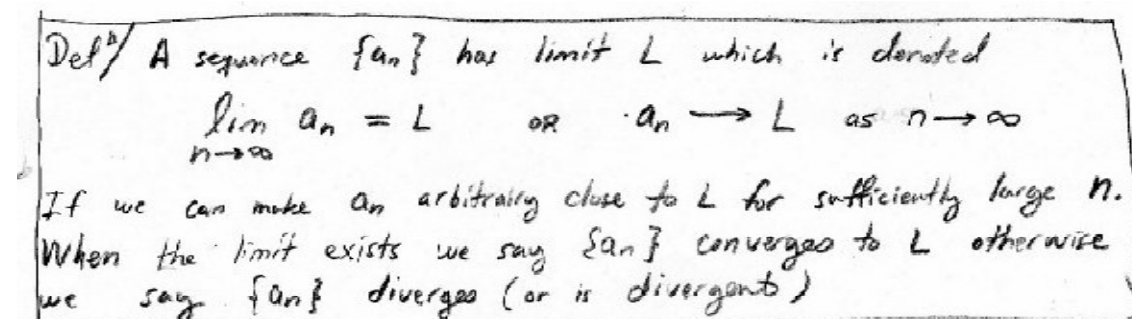 Defⁿ/ A sequence {aₙ} has limit L which is denoted
lim aₙ = L OR aₙ → L as n → ∞
n→∞
If we can make aₙ arbitrairy close to L for sufficiently large n.
When the limit exists we say {aₙ} converges to L otherwise
we say {aₙ} diverges (or is divergent)